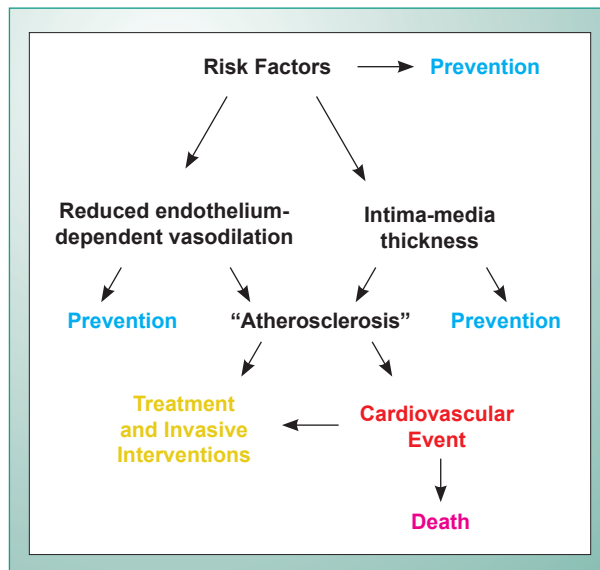 Risk Factors
Prevention
Reduced endothelium-
dependent vasodilation
Intima-media
thickness
Prevention
“Atherosclerosis”
Prevention
Treatment
and Invasive
Interventions
Cardiovascular
Event
Death